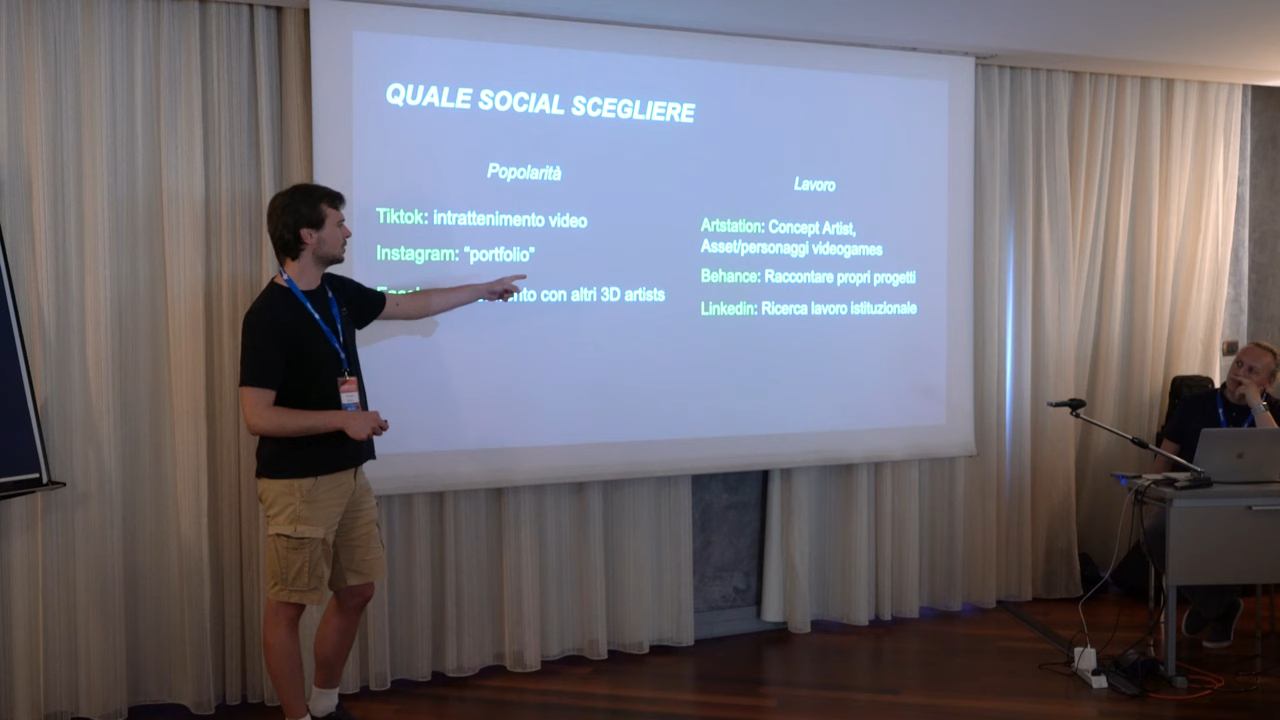 QUALE SOCIAL SCEGLIERE
Popolarità
Tiktok: intrattenimento video
Instagram: “portfolio”
con altri 3D artists
Lavoro
Artstation: Concept Artist,
Asset/personaggi videogames
Behance: Raccontare propri progetti
Linkedin: Ricerca lavoro istituzionale